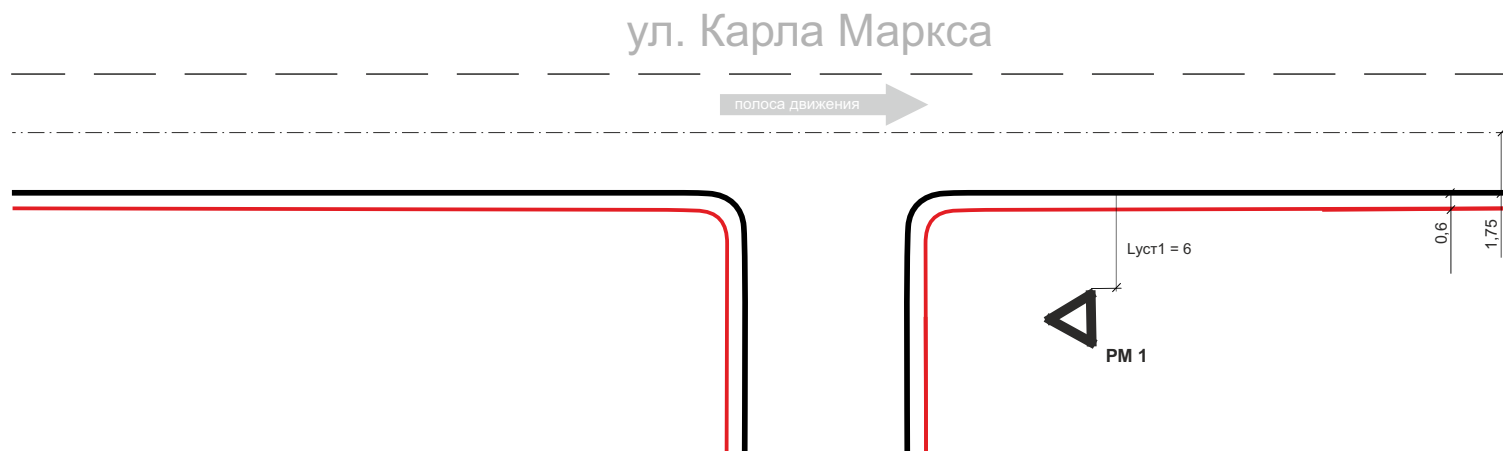 ул. Карла Маркса
полоса движения
0,6
1,75
Lуст1 = 6
РМ 1